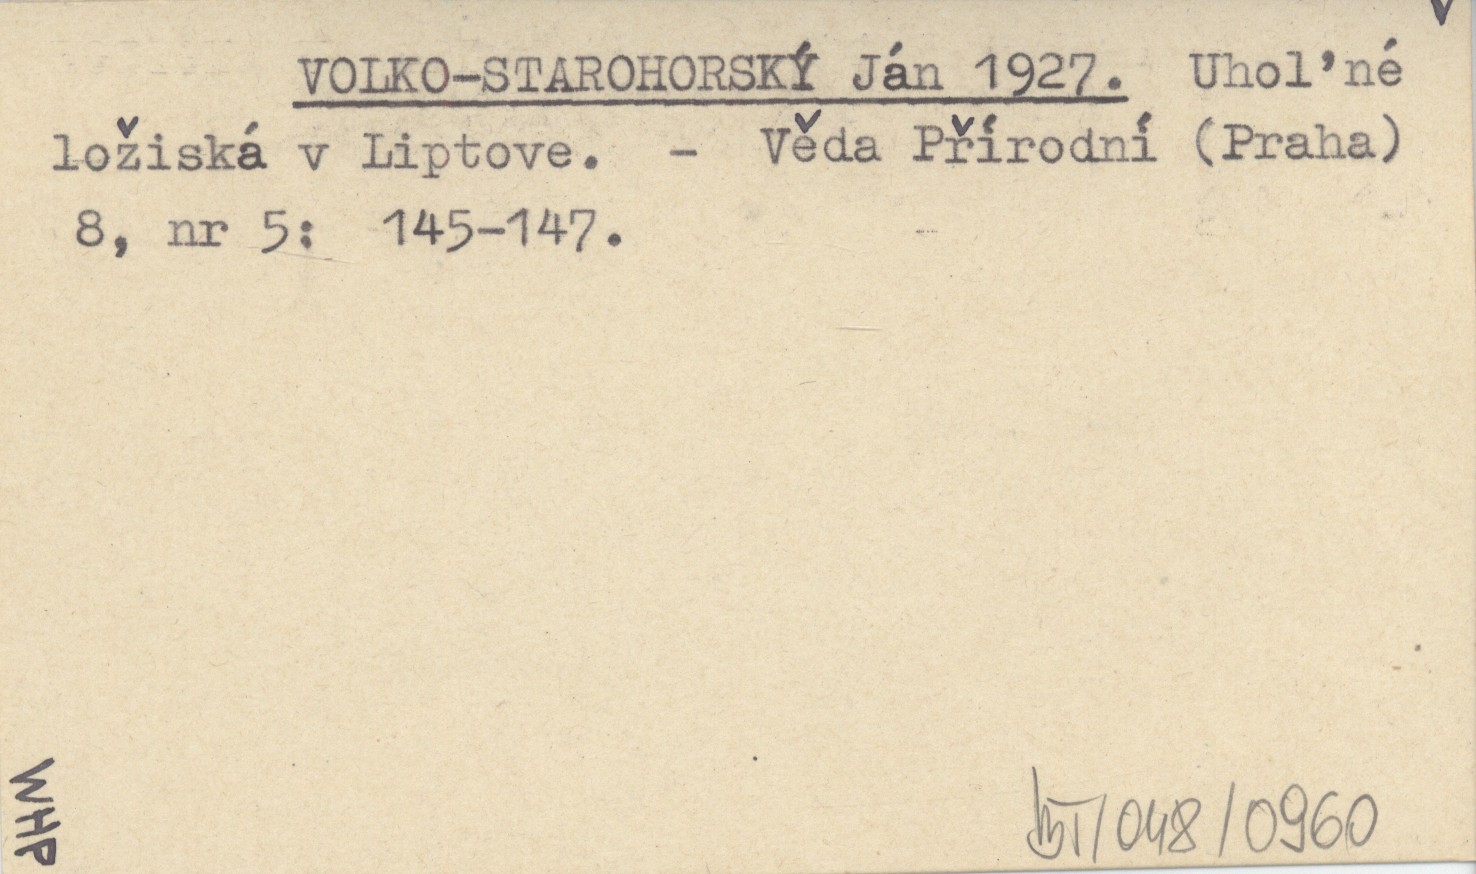 VOLKO-STAROHORSKÝ Ján 1927. Uhol'né
ložiská v Liptove. - Věda Přírodní (Praha)
8, nr 5: 145-147.
WHP
/048/0960